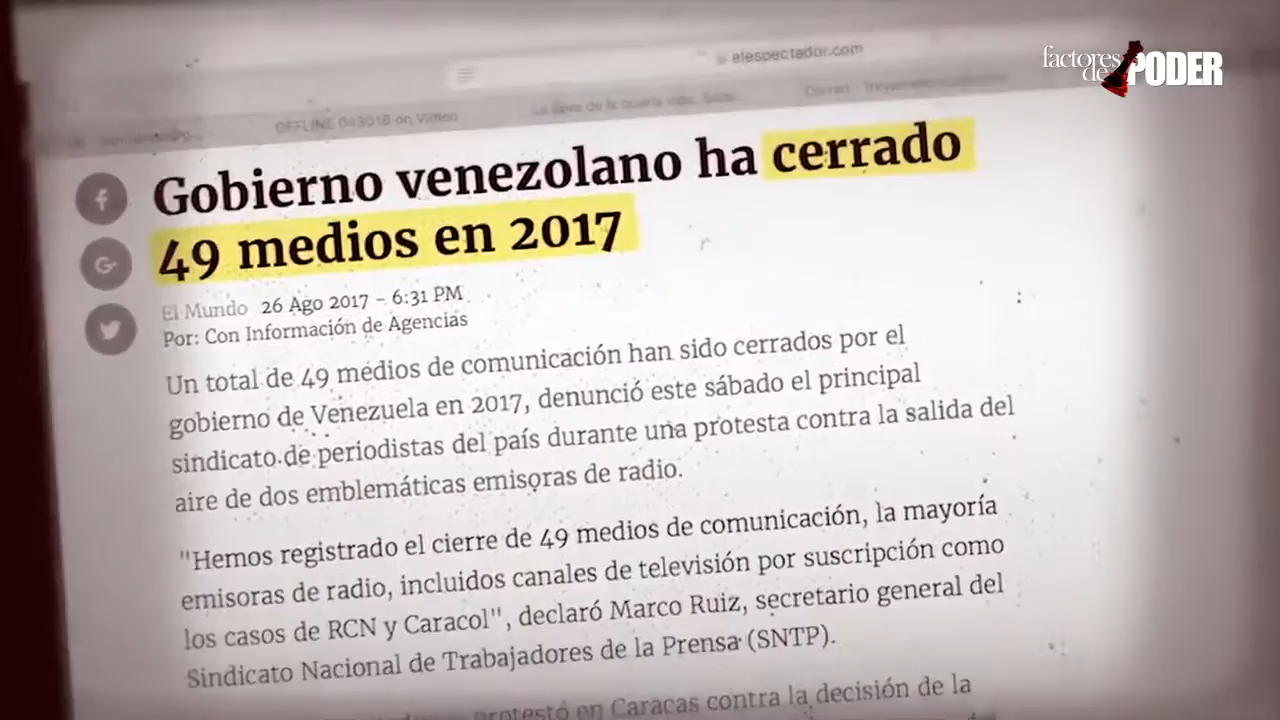 factores
de PODER
elespectador.com
OFFLINE 043018 on Vimeo
Gobierno venezolano ha cerrado
49 medios en 2017
El Mundo 26 Ago 2017 - 6:31 PM
Por: Con Información de Agencias
Un total de 49 medios de comunicación han sido cerrados por el
gobierno de Venezuela en 2017, denunció este sábado el principal
sindicato de periodistas del país durante una protesta contra la salida del
aire de dos emblemáticas emisoras de radio.
"Hemos registrado el cierre de 49 medios de comunicación, la mayoría
emisoras de radio, incluidos canales de televisión por suscripción como
los casos de RCN y Caracol", declaró Marco Ruiz, secretario general del
Sindicato Nacional de Trabajadores de la Prensa (SNTP).
protestó en Caracas contra la decisión de la